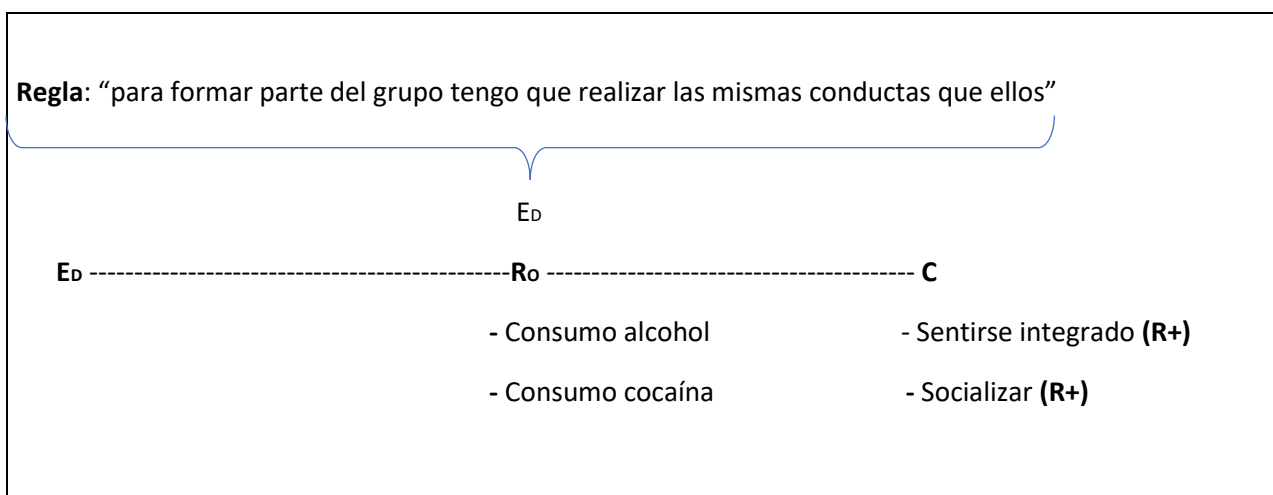 Regla: “para formar parte del grupo tengo que realizar las mismas conductas que ellos”
ED
ED -----------------------------------------------RO ----------------------------------------- C
- Consumo alcohol - Sentirse integrado (R+)
- Consumo cocaína - Socializar (R+)